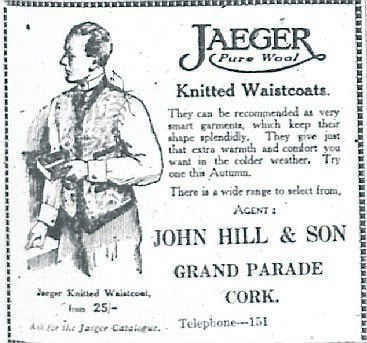 JAEGER
Pure Wool
Knitted Waistcoats.
They can be recommended as very
smart garments, which keep their
shape splendidly. They give just
that extra warmth and comfort you
want in the colder weather. Try
one this Autumn.
There is a wide range to select from,
AGENT:
JOHN HILL & SON
GRAND PARADE
CORK.
Telephone---151
Jaeger Knitted Waistcoat,
from 25/-
Ask for the Jaeger Catalogue.